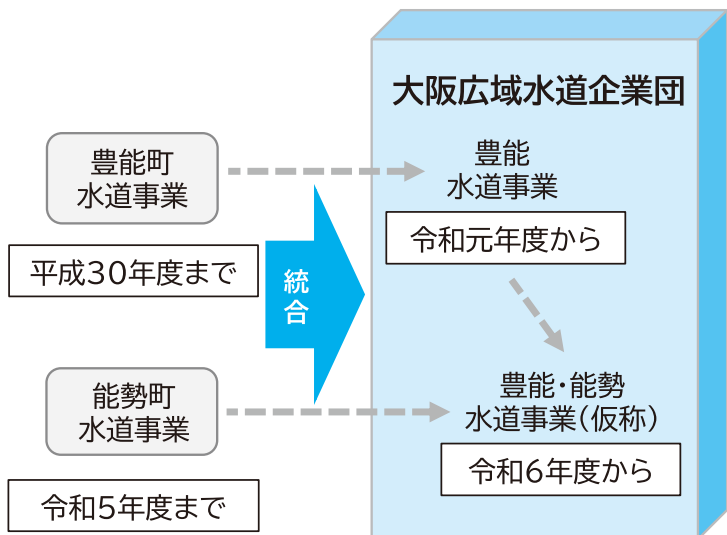 大阪広域水道企業団
豊能町
水道事業
平成30年度まで
豊能
水道事業
令和元年度から
統合
能勢町
水道事業
令和5年度まで
豊能・能勢
水道事業(仮称)
令和6年度から